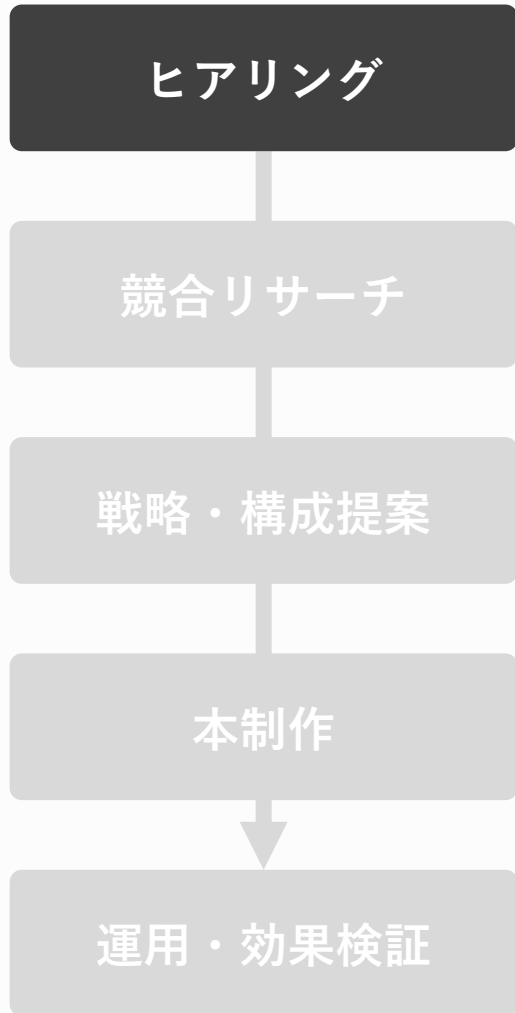 ヒアリング
競合リサーチ
戦略・構成提案
本制作
運用・効果検証